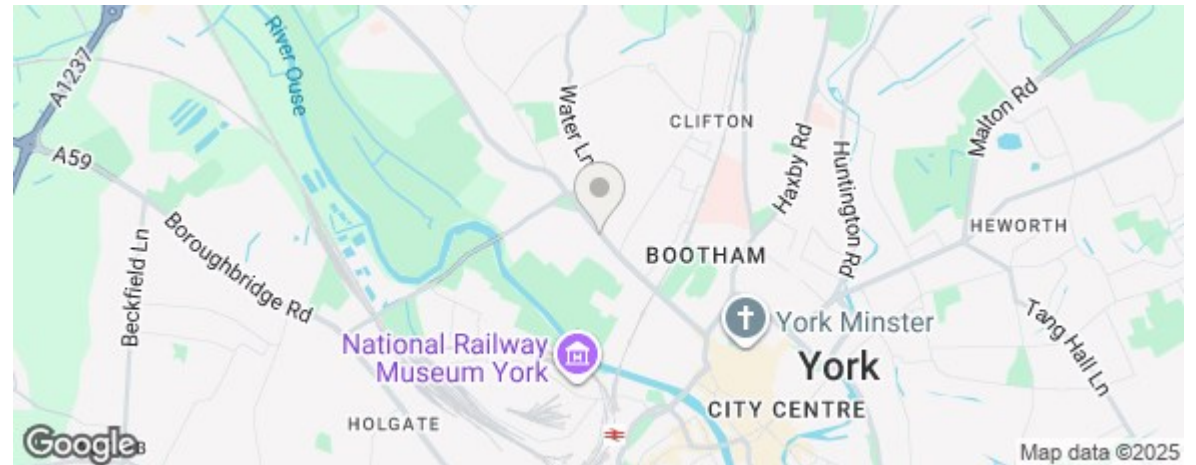 A1237
River Ouse
Water Ln
CLIFTON
Haxby Rd
Huntington Rd
Malton Rd
A59
Boroughbridge Rd
Beckfield Ln
BOOTHAM
HEWORTH
York Minster
National Railway
Museum York
York
Tang Hall Ln
HOLGATE
CITY CENTRE
Google
Map data ©2025